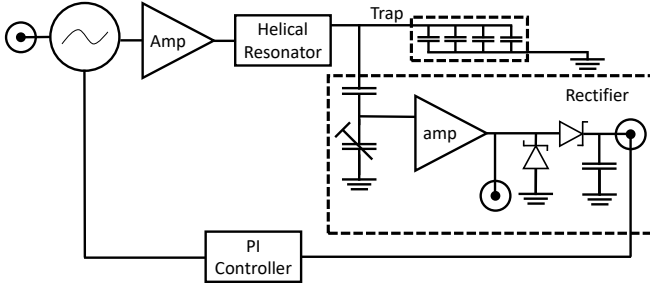 Trap
Amp
Helical
Resonator
Rectifier
amp
PI
Controller